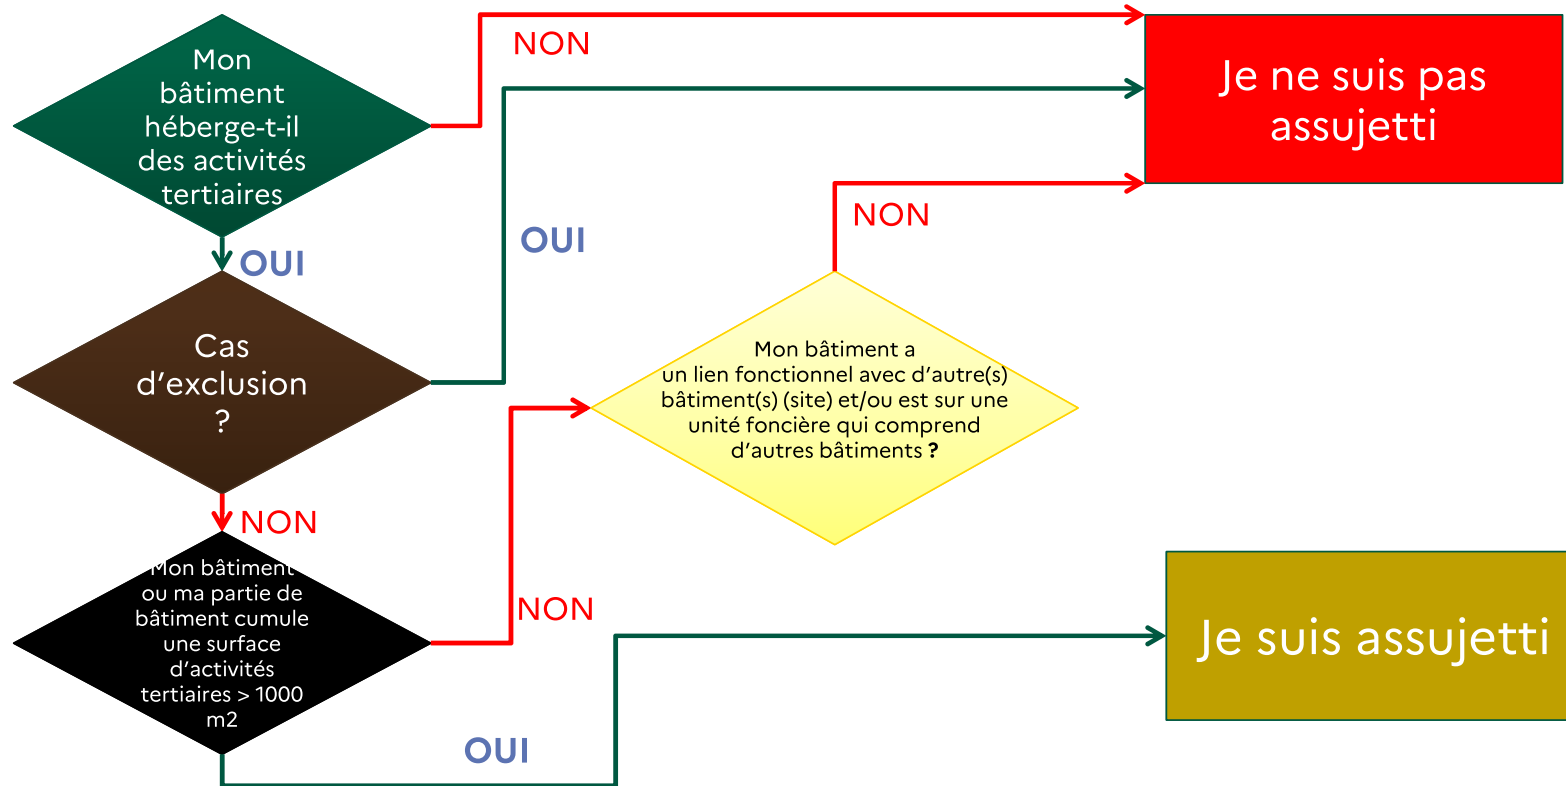 Mon
bâtiment
héberge-t-il
des activités
tertiaires
NON
Je ne suis pas
assujetti
OUI
OUI
NON
Cas
d’exclusion
?
Mon bâtiment a
un lien fonctionnel avec d’autre(s)
bâtiment(s) (site) et/ou est sur une
unité foncière qui comprend
d’autres bâtiments ?
NON
Mon bâtiment
ou ma partie de
bâtiment cumule
une surface
d’activités
tertiaires > 1000
m2
NON
OUI
Je suis assujetti